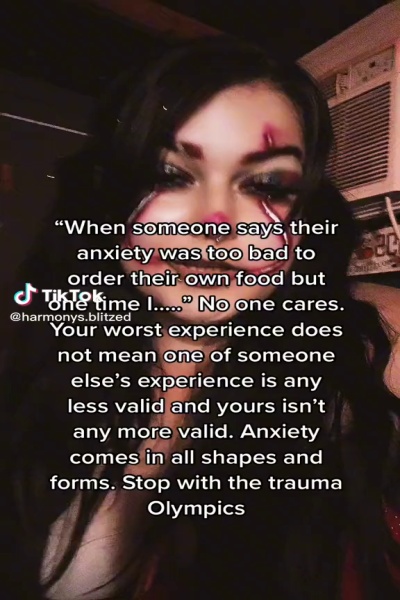 “When someone says their
anxiety was too bad to
order their own food but
one time I.....” No one cares.
TikTok
@harmonys.blitzed
Your worst experience does
not mean one of someone
else’s experience is any
less valid and yours isn’t
any more valid. Anxiety
comes in all shapes and
forms. Stop with the trauma
Olympics